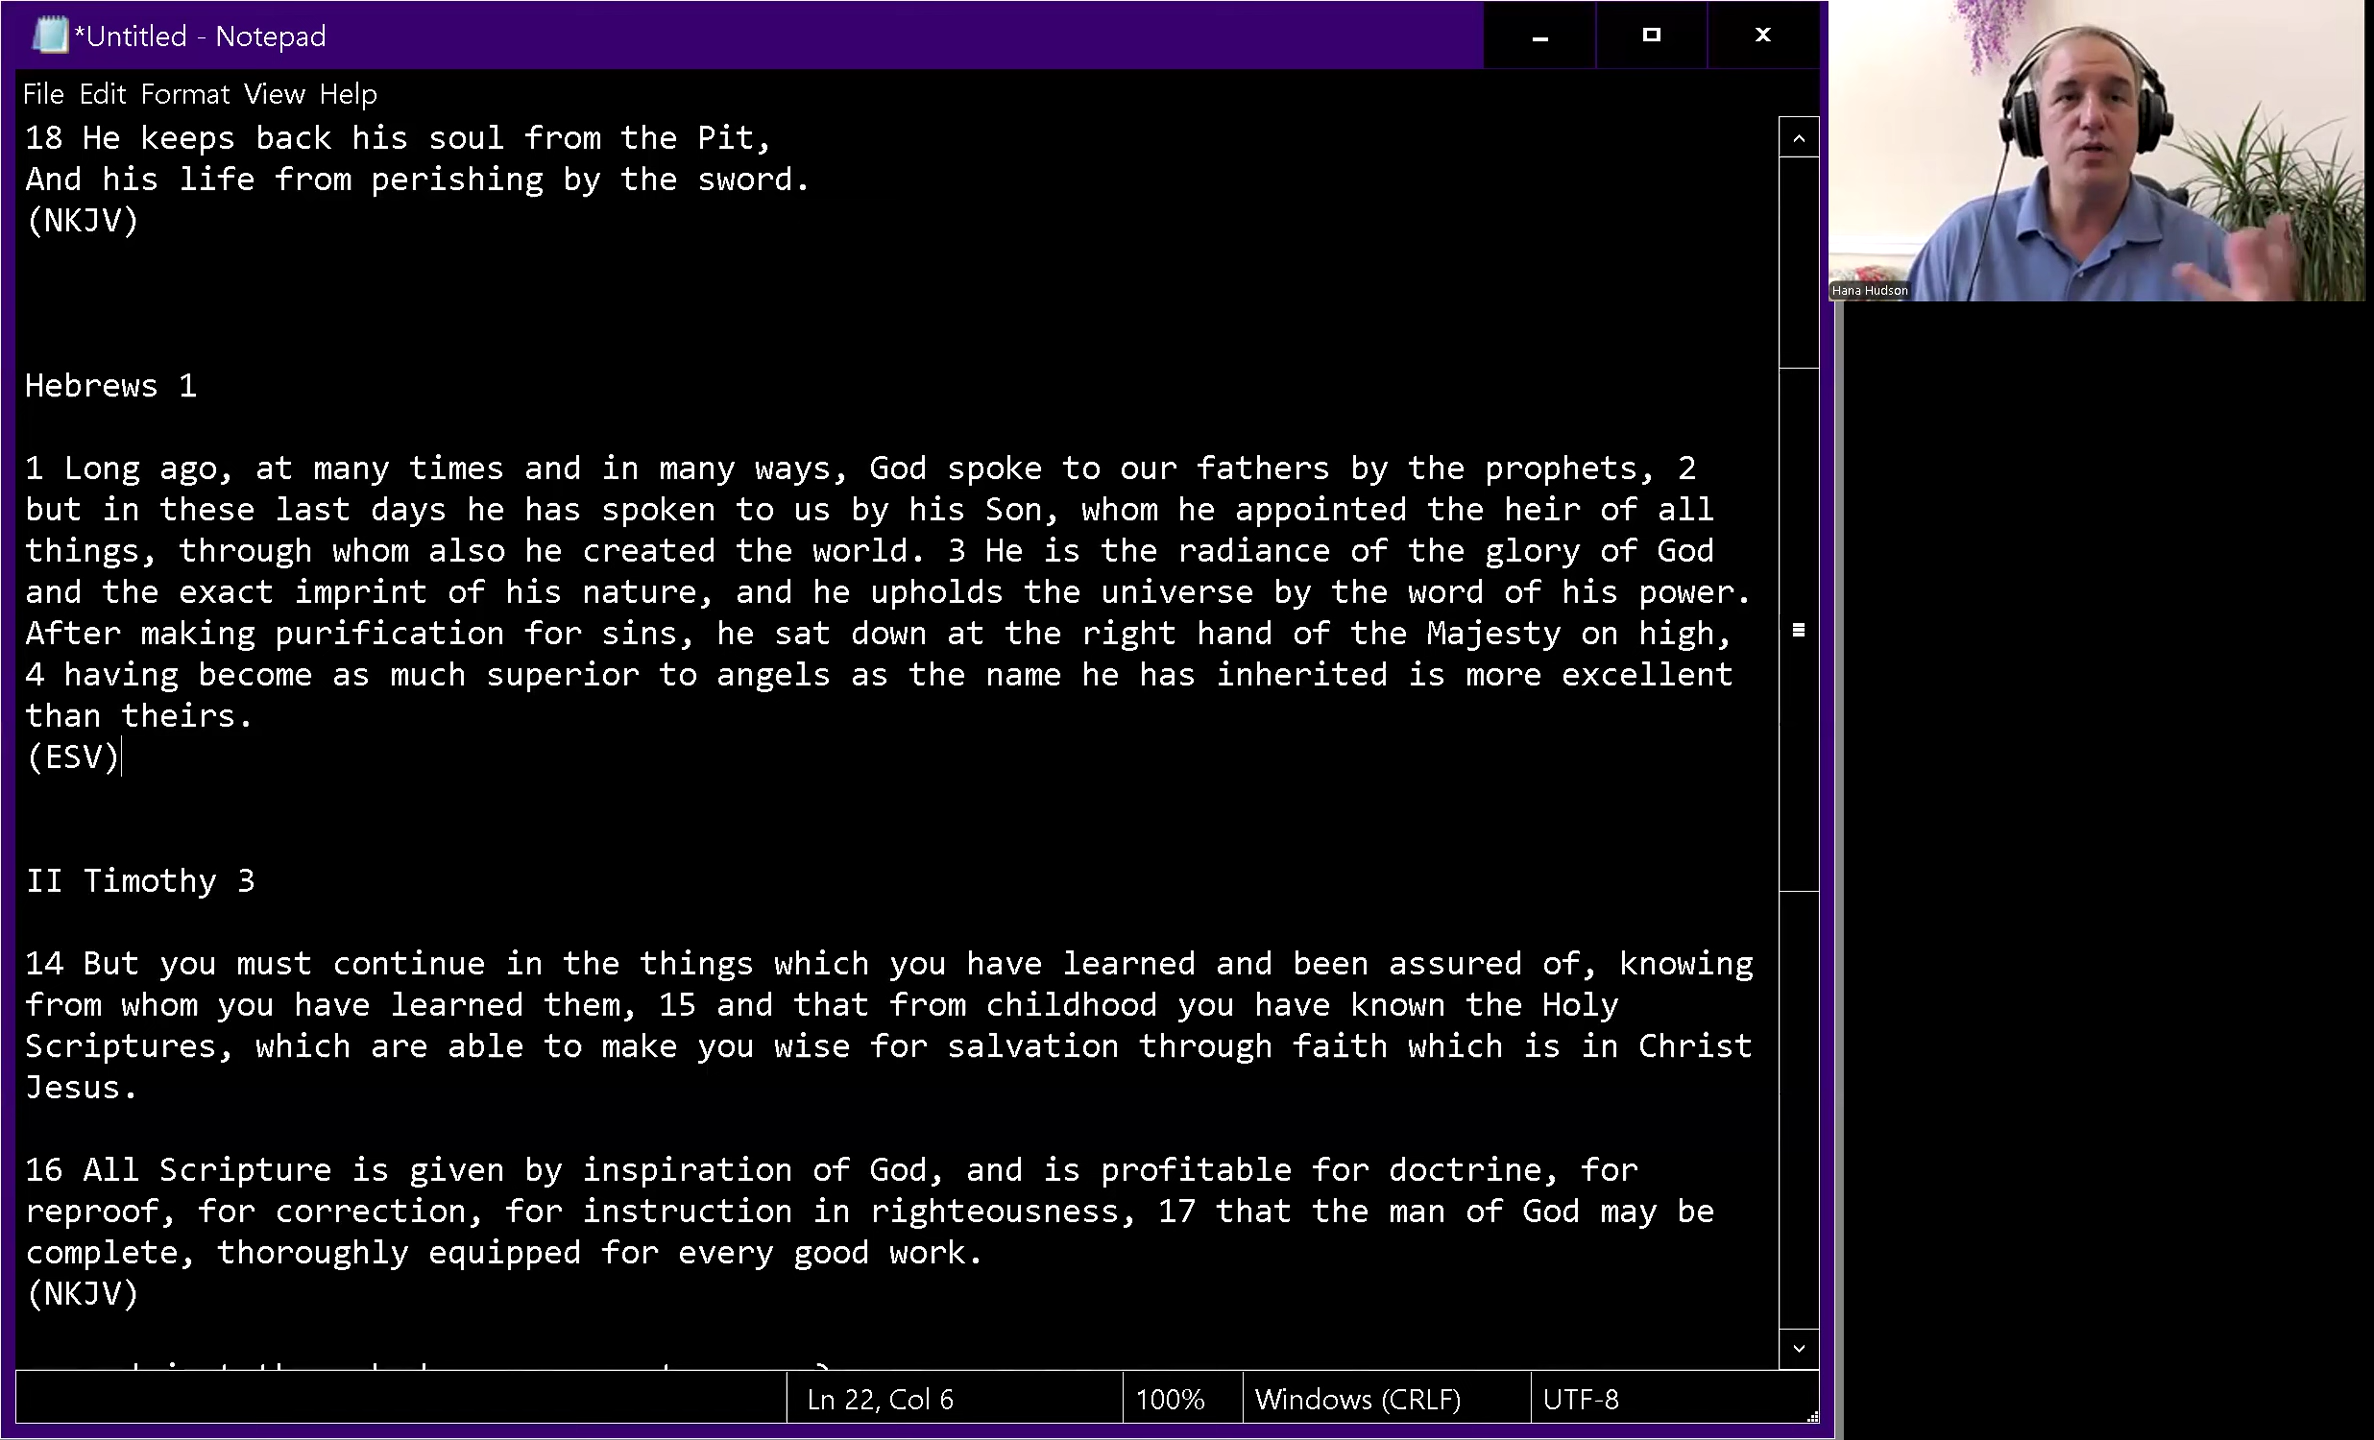 *Untitled - Notepad
File Edit Format View Help
18 He keeps back his soul from the Pit,
And his life from perishing by the sword.
(NKJV)
Hebrews 1
1 Long ago, at many times and in many ways, God spoke to our fathers by the prophets, 2
but in these last days he has spoken to us by his Son, whom he appointed the heir of all
things, through whom also he created the world. 3 He is the radiance of the glory of God
and the exact imprint of his nature, and he upholds the universe by the word of his power.
After making purification for sins, he sat down at the right hand of the Majesty on high,
4 having become as much superior to angels as the name he has inherited is more excellent
than theirs.
(ESV)
II Timothy 3
14 But you must continue in the things which you have learned and been assured of, knowing
from whom you have learned them, 15 and that from childhood you have known the Holy
Scriptures, which are able to make you wise for salvation through faith which is in Christ
Jesus.
16 All Scripture is given by inspiration of God, and is profitable for doctrine, for
reproof, for correction, for instruction in righteousness, 17 that the man of God may be
complete, thoroughly equipped for every good work.
(NKJV)
Ln 22, Col 6
100%
Windows (CRLF)
UTF-8
Hana Hudson